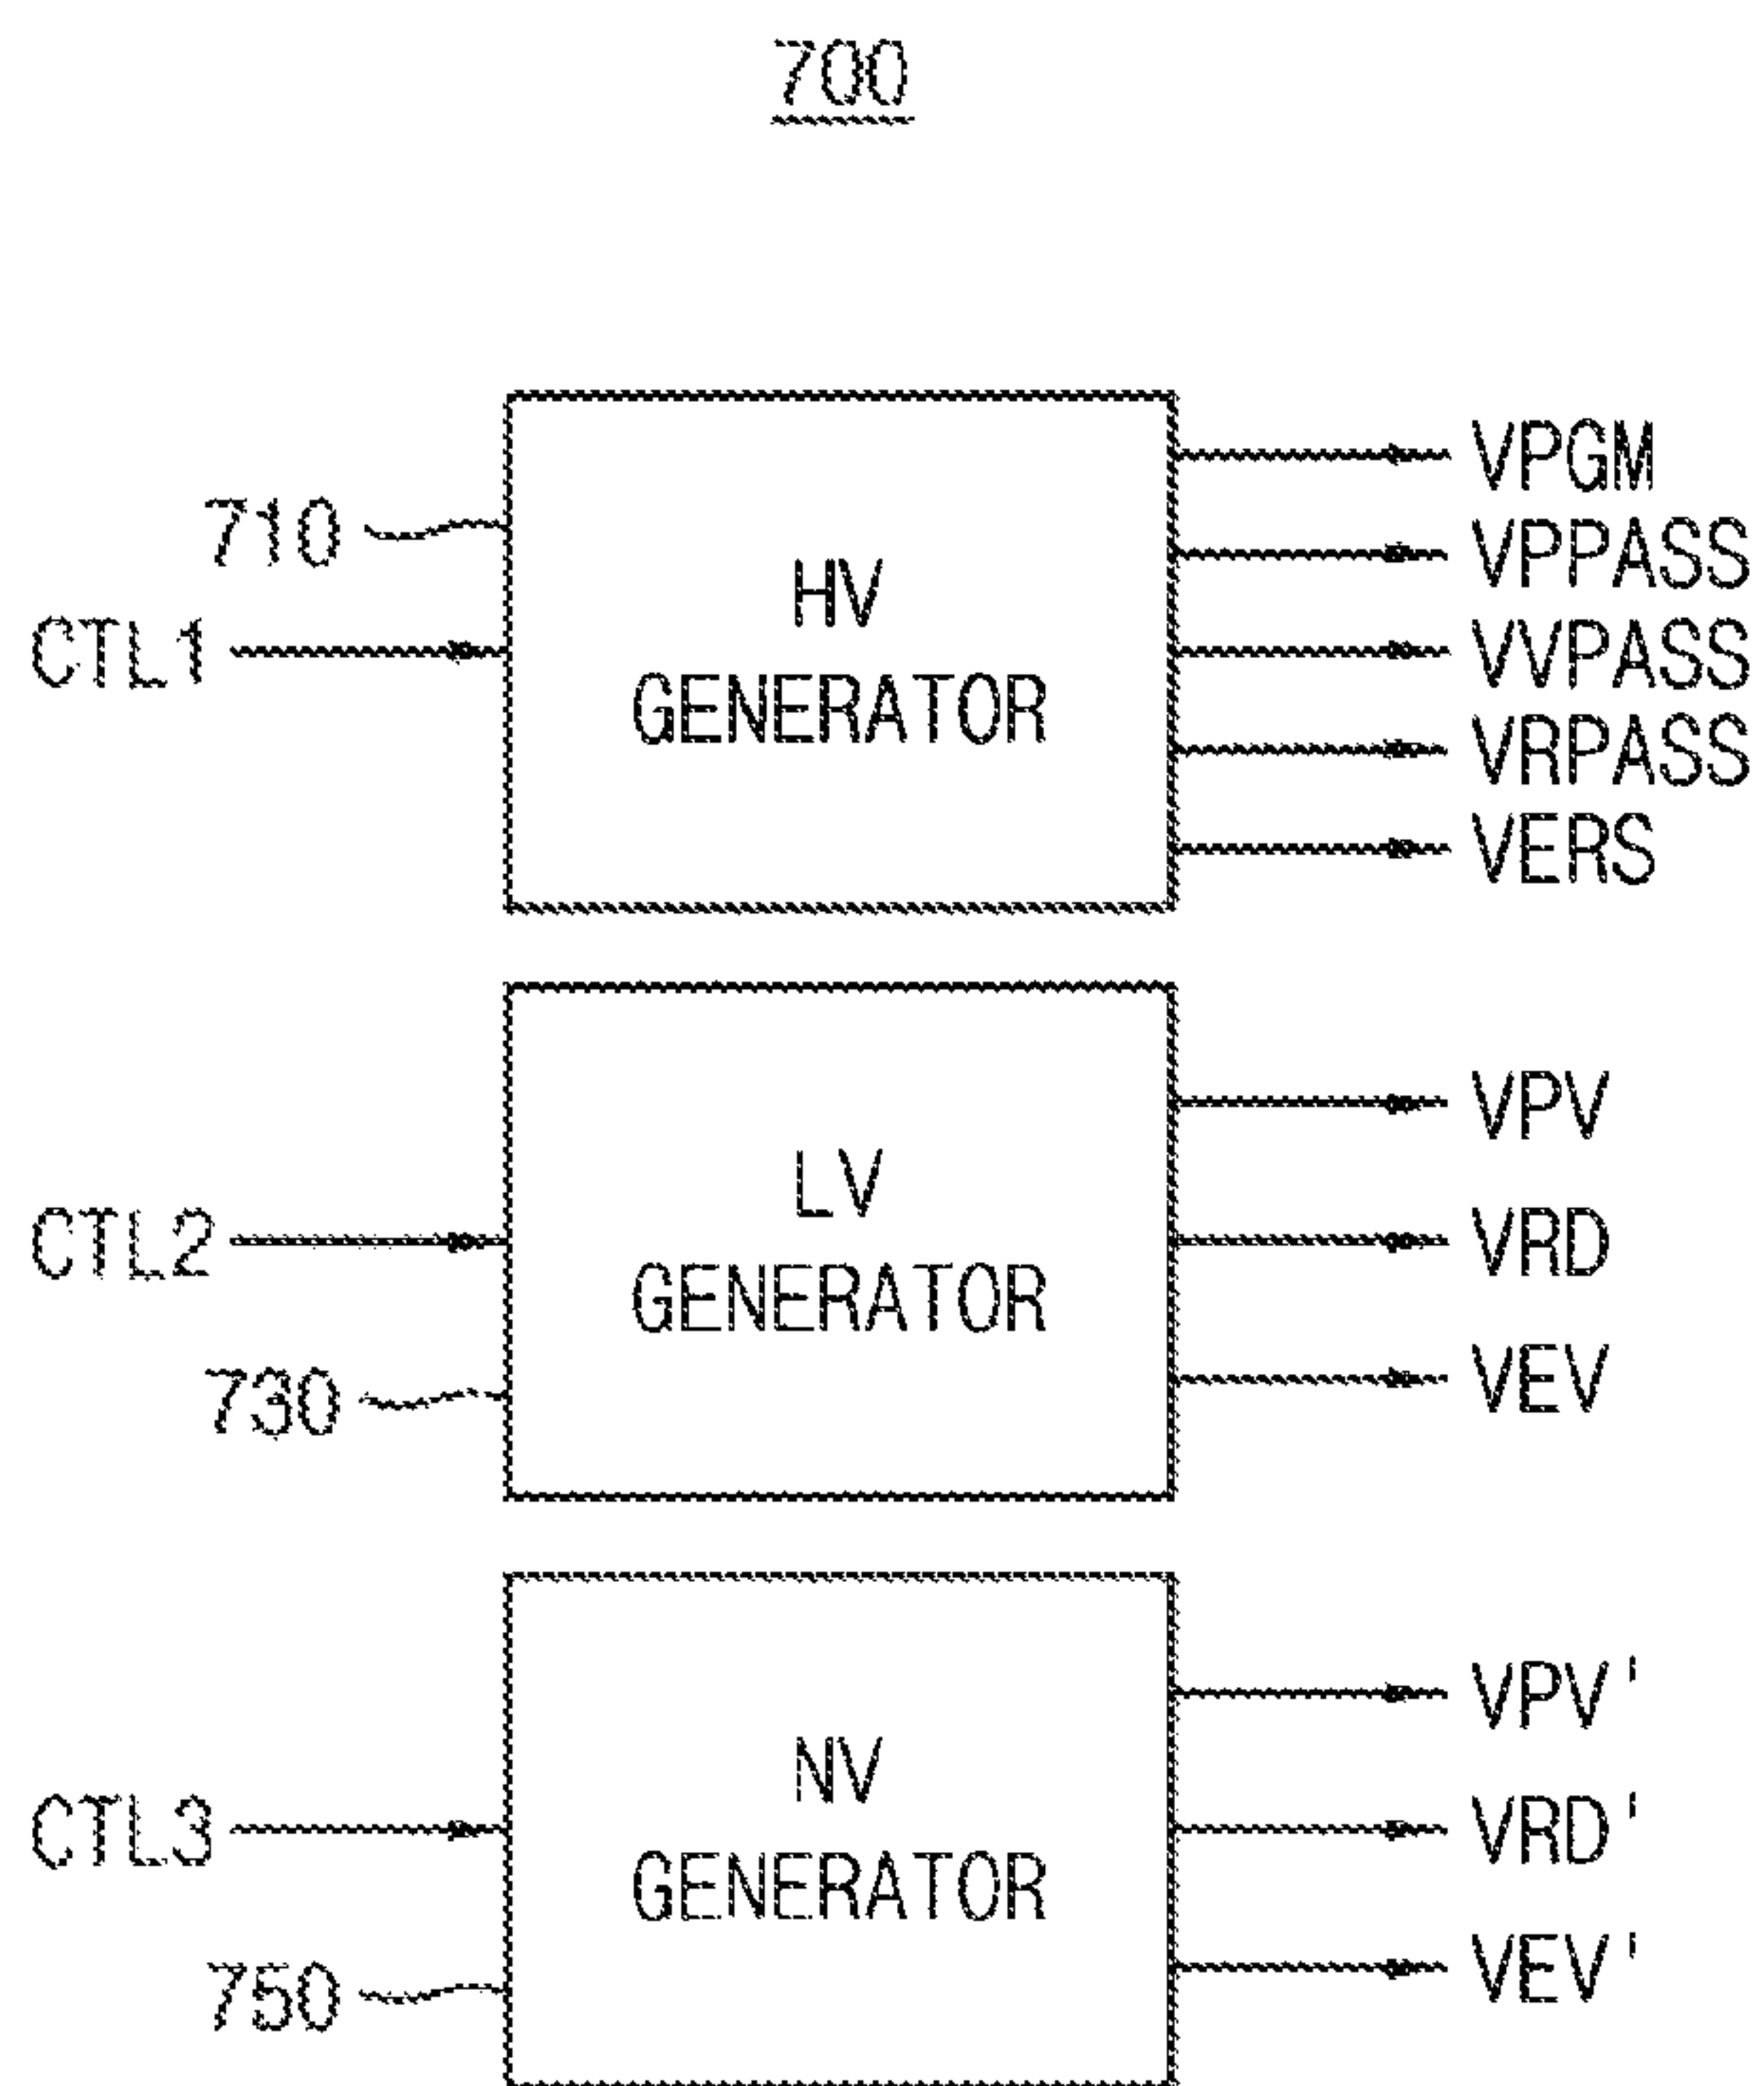 700
710
CTL1
HV
GENERATOR
VPGM
VPPASS
VVPASS
VRPASS
VERS
CTL2
730
LV
GENERATOR
VPV
VRD
VEV
CTL3
750
NV
GENERATOR
VPV'
VRD'
VEV'